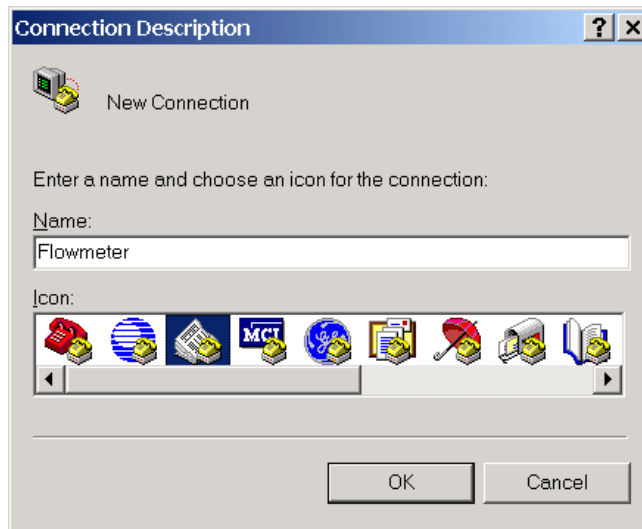 Connection Description
New Connection
Enter a name and choose an icon for the connection:
Name:
Flowmeter
Icon:
MCI
OK
Cancel